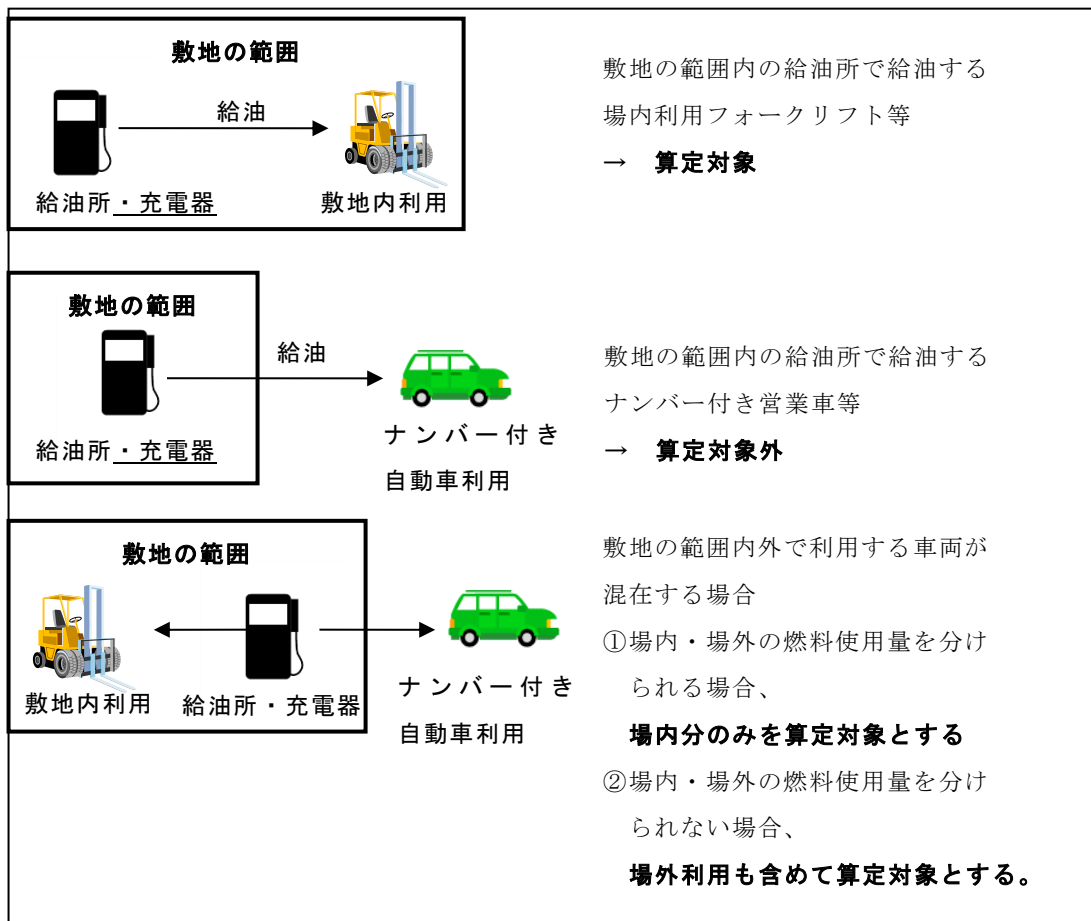 敷地の範囲
給油
給油所・充電器
敷地内利用
敷地の範囲内の給油所で給油する
場内利用フォークリフト等
→ 算定対象
敷地の範囲
給油
給油所・充電器
ナンバー付き
自動車利用
敷地の範囲内の給油所で給油する
ナンバー付き営業車等
→ 算定対象外
敷地の範囲
敷地内利用
給油所・充電器
ナンバー付き
自動車利用
敷地の範囲内外で利用する車両が
混在する場合
①場内・場外の燃料使用量を分け
られる場合、
場内分のみを算定対象とする
②場内・場外の燃料使用量を分け
られない場合、
場外利用も含めて算定対象とする。